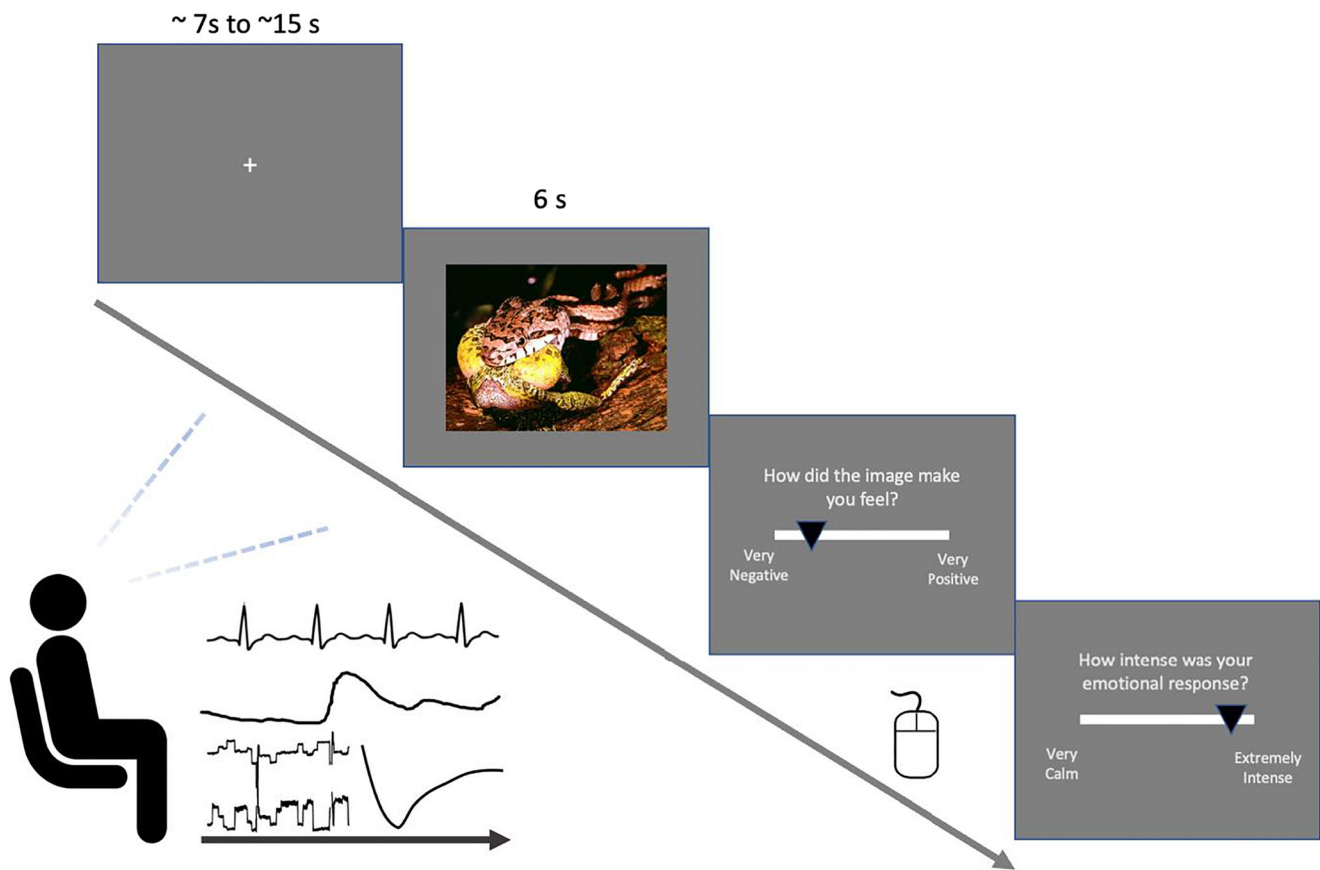 ~ 7s to ~15 s
+
6 s
How did the image make
you feel?
Very
Negative
Very
Positive
How intense was your
emotional response?
Very
Calm
Extremely
Intense